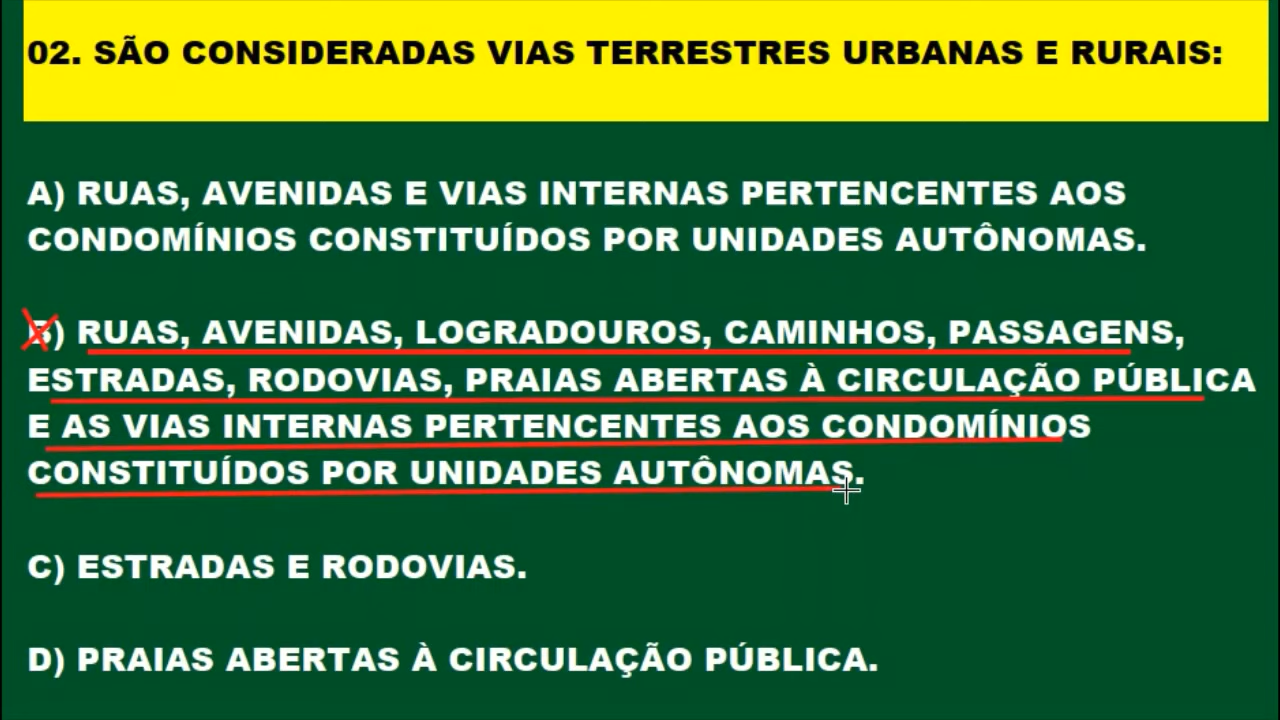 02. SÃO CONSIDERADAS VIAS TERRESTRES URBANAS E RURAIS:
A) RUAS, AVENIDAS E VIAS INTERNAS PERTENCENTES AOS
CONDOMÍNIOS CONSTITUÍDOS POR UNIDADES AUTÔNOMAS.
B) RUAS, AVENIDAS, LOGRADOUROS, CAMINHOS, PASSAGENS,
ESTRADAS, RODOVIAS, PRAIAS ABERTAS À CIRCULAÇÃO PÚBLICA
E AS VIAS INTERNAS PERTENCENTES AOS CONDOMÍNIOS
CONSTITUÍDOS POR UNIDADES AUTÔNOMAS.
C) ESTRADAS E RODOVIAS.
D) PRAIAS ABERTAS À CIRCULAÇÃO PÚBLICA.